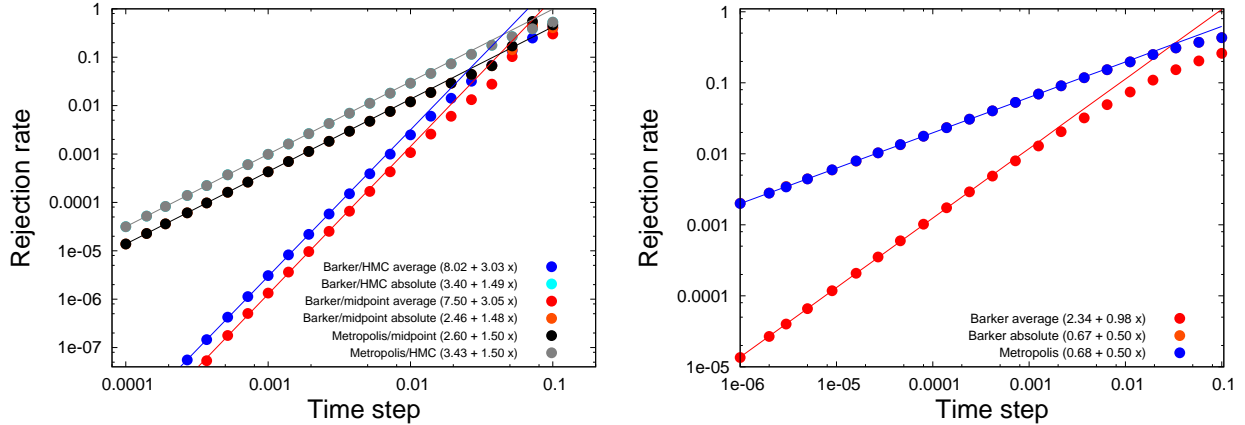 10
1
0.1
0.01
0.001
0.0001
1e-05
1e-06
1e-07
Rejection rate
0.0001
0.001
0.01
0.1
Time step
Barker/HMC average (8.02 + 3.03 x)
Barker/HMC absolute (3.40 + 1.49 x)
Barker/midpoint average (7.50 + 3.05 x)
Barker/midpoint absolute (2.46 + 1.48 x)
Metropolis/midpoint (2.60 + 1.50 x)
Metropolis/HMC (3.43 + 1.50 x)
1
0.1
0.01
0.001
0.0001
1e-05
Rejection rate
1e-06
1e-05
0.0001
0.001
0.01
0.1
Time step
Barker average (2.34 + 0.98 x)
Barker absolute (0.67 + 0.50 x)
Metropolis (0.68 + 0.50 x)